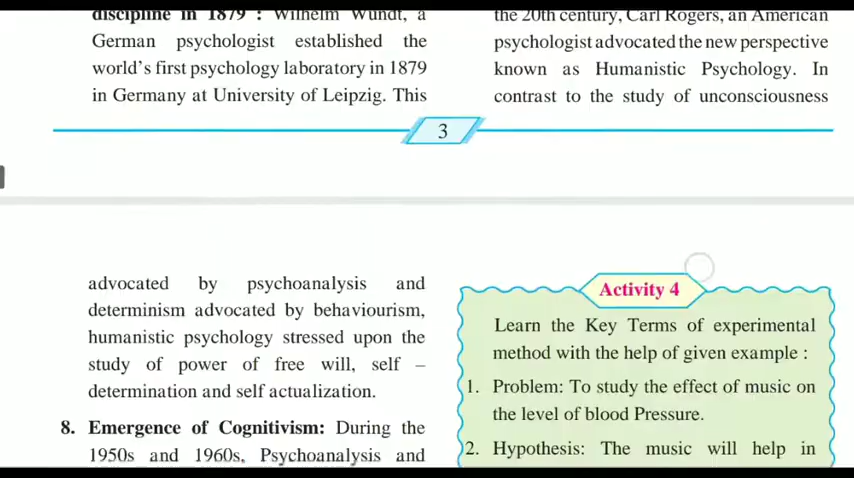 discipline in 1879 : Wilhelm Wundt, a
German psychologist established the
world's first psychology laboratory in 1879
in Germany at University of Leipzig. This
the 20th century, Carl Rogers, an American
psychologist advocated the new perspective
known as Humanistic Psychology. In
contrast to the study of unconsciousness
3
advocated by psychoanalysis and
determinism advocated by behaviourism,
humanistic psychology stressed upon the
study of power of free will, self –
determination and self actualization.
8. Emergence of Cognitivism: During the
1950s and 1960s, Psychoanalysis and
Activity 4
Learn the Key Terms of experimental
method with the help of given example :
1. Problem: To study the effect of music on
the level of blood Pressure.
2. Hypothesis: The music will help in